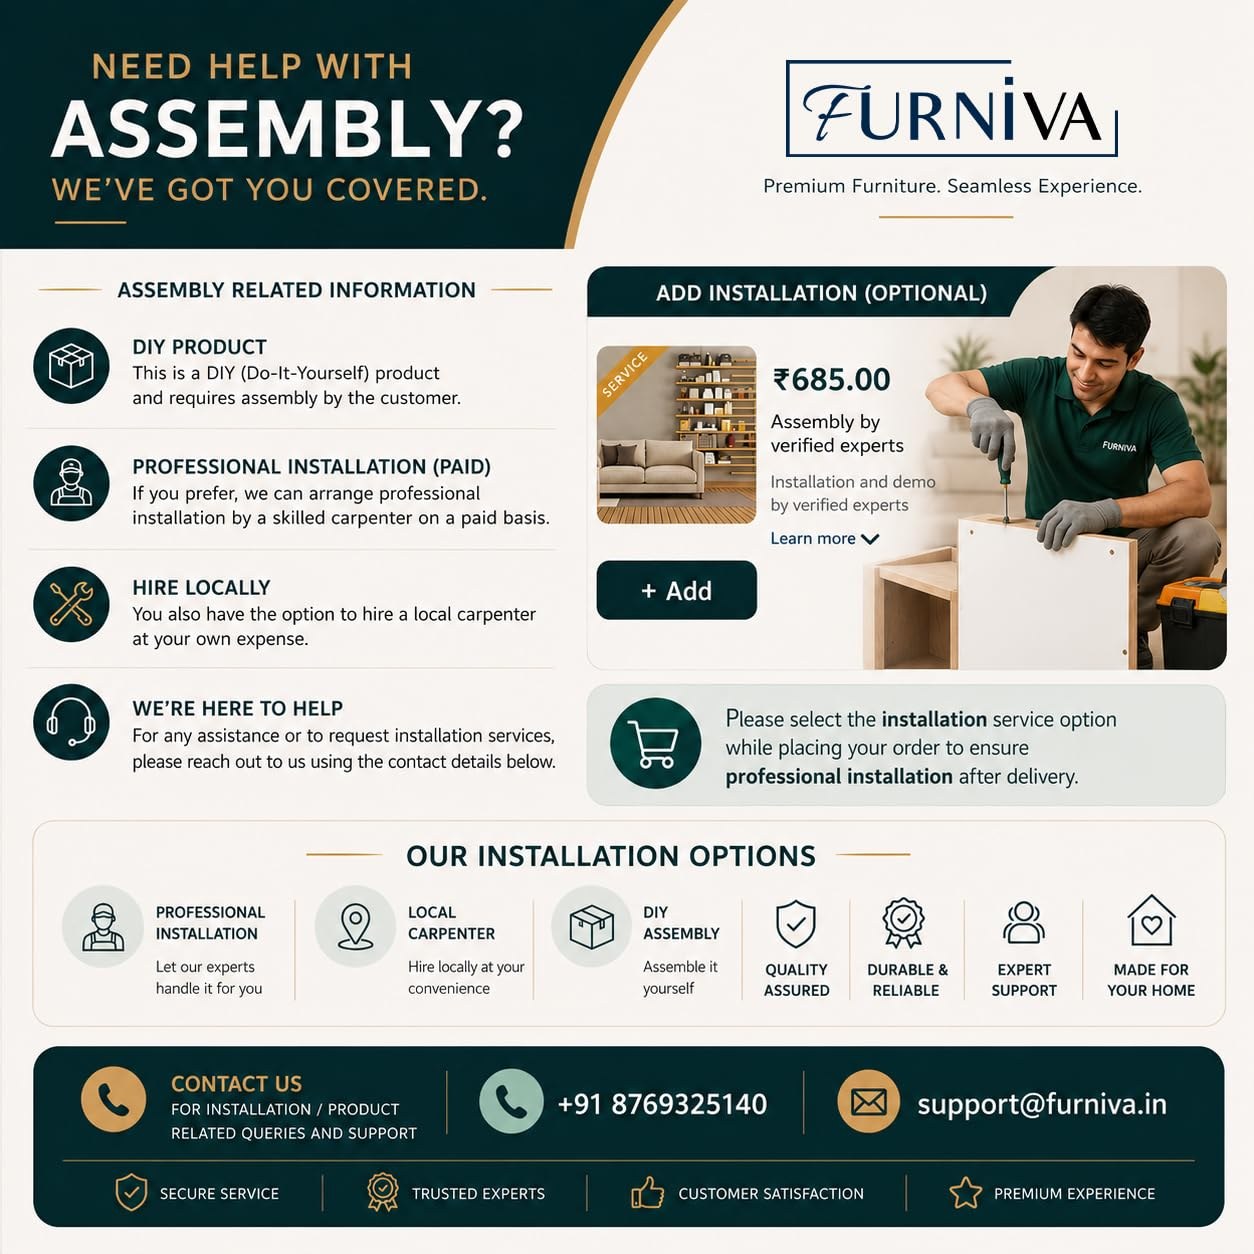 NEED HELP WITH
ASSEMBLY?
WE'VE GOT YOU COVERED.
FURNiVA
Premium Furniture. Seamless Experience.
ASSEMBLY RELATED INFORMATION
DIY PRODUCT
This is a DIY (Do-It-Yourself) product
and requires assembly by the customer.
PROFESSIONAL INSTALLATION (PAID)
If you prefer, we can arrange professional
installation by a skilled carpenter on a paid basis.
HIRE LOCALLY
You also have the option to hire a local carpenter
at your own expense.
WE'RE HERE TO HELP
For any assistance or to request installation services,
please reach out to us using the contact details below.
ADD INSTALLATION (OPTIONAL)
SERVICE
₹685.00
Assembly by
verified experts
Installation and demo
by verified experts
Learn more
+ Add
FURNIVA
Please select the installation service option
while placing your order to ensure
professional installation after delivery.
OUR INSTALLATION OPTIONS
PROFESSIONAL
INSTALLATION
Let our experts
handle it for you
LOCAL
CARPENTER
Hire locally at your
convenience
DIY
ASSEMBLY
Assemble it
yourself
QUALITY
ASSURED
DURABLE &
RELIABLE
EXPERT
SUPPORT
MADE FOR
YOUR HOME
CONTACT US
FOR INSTALLATION / PRODUCT
RELATED QUERIES AND SUPPORT
+91 8769325140
support@furniva.in
SECURE SERVICE
TRUSTED EXPERTS
CUSTOMER SATISFACTION
PREMIUM EXPERIENCE